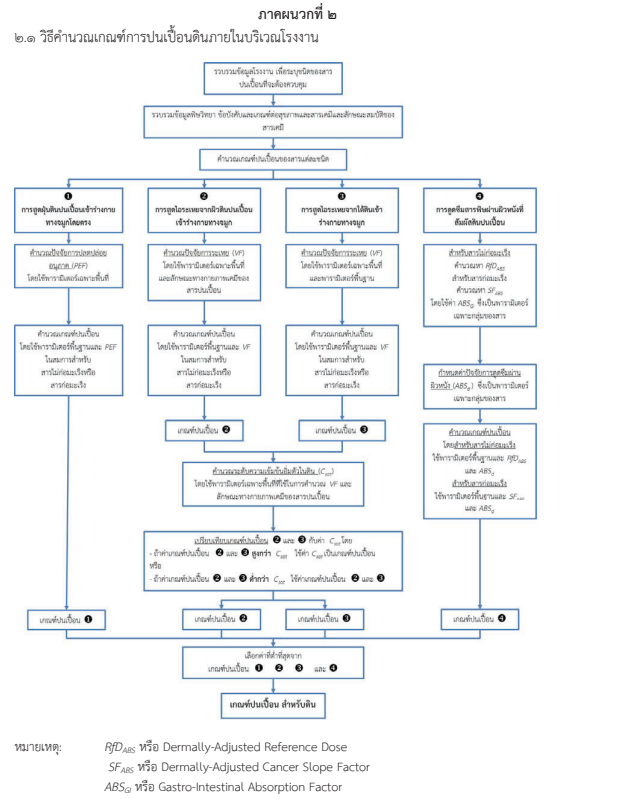 ภาคผนวกที่ ๒
๒.๑ วิธีคำนวณเกณฑ์การปนเปื้อนดินภายในบริเวณโรงงาน
รวบรวมข้อมูลโรงงาน เพื่อระบุชนิดของสาร
ปนเปื้อนที่จะต้องควบคุม
รวบรวมข้อมูลพิษวิทยา ข้อบังคับและเกณฑ์ต่อสุขภาพและสารเคมีและลักษณะสมบัติของ
สารเคมี
คำนวณเกณฑ์ปนเปื้อนของสารแต่ละชนิด
❶
การสูดฝุ่นดินปนเปื้อนเข้าร่างกาย
ทางจมูกโดยตรง
❷
การสูดไอระเหยจากผิวดินปนเปื้อน
เข้าร่างกายทางจมูก
❸
การสูดไอระเหยจากใต้ดินเข้า
ร่างกายทางจมูก
❹
การดูดซึมสารพิษผ่านผิวหนังที่
สัมผัสดินปนเปื้อน
คำนวณปัจจัยการปลดปล่อย
อนุภาค (PEF)
โดยใช้พารามิเตอร์เฉพาะพื้นที่
คำนวณปัจจัยการระเหย (VF)
โดยใช้พารามิเตอร์เฉพาะพื้นที่
และลักษณะทางกายภาพเคมีของ
สารปนเปื้อน
คำนวณปัจจัยการระเหย (VF)
โดยใช้พารามิเตอร์เฉพาะพื้นที่
และพารามิเตอร์พื้นฐาน
สำหรับสารไม่ก่อมะเร็ง
คำนวณหา RfD_ABS
สำหรับสารก่อมะเร็ง
คำนวณหา SF_ABS
โดยใช้ค่า ABS_GI ซึ่งเป็นพารามิเตอร์
เฉพาะกลุ่มของสาร
คำนวณเกณฑ์ปนเปื้อน
โดยใช้พารามิเตอร์พื้นฐานและ PEF
ในสมการสำหรับ
สารไม่ก่อมะเร็งหรือ
สารก่อมะเร็ง
คำนวณเกณฑ์ปนเปื้อน
โดยใช้พารามิเตอร์พื้นฐานและ VF
ในสมการสำหรับ
สารไม่ก่อมะเร็งหรือ
สารก่อมะเร็ง
คำนวณเกณฑ์ปนเปื้อน
โดยใช้พารามิเตอร์พื้นฐานและ VF
ในสมการสำหรับ
สารไม่ก่อมะเร็งหรือ
สารก่อมะเร็ง
กำหนดค่าปัจจัยการดูดซึมผ่าน
ผิวหนัง (ABS_d) ซึ่งเป็นพารามิเตอร์
เฉพาะกลุ่มของสาร
เกณฑ์ปนเปื้อน ❷
เกณฑ์ปนเปื้อน ❸
คำนวณเกณฑ์ปนเปื้อน
โดยสำหรับสารไม่ก่อมะเร็ง
ใช้พารามิเตอร์พื้นฐานและ RfD_ABS
และ ABS_d
สำหรับสารก่อมะเร็ง
ใช้พารามิเตอร์พื้นฐานและ SF_ABS
และ ABS_d
คำนวณระดับความเข้มข้นอิ่มตัวในดิน (C_sat)
โดยใช้พารามิเตอร์เฉพาะพื้นที่ที่ใช้ในการคำนวณ VF และ
ลักษณะทางกายภาพเคมีของสารปนเปื้อน
เปรียบเทียบเกณฑ์ปนเปื้อน ❷ และ ❸ กับค่า C_sat โดย
- ถ้าค่าเกณฑ์ปนเปื้อน ❷ และ ❸ สูงกว่า C_sat ใช้ค่า C_sat เป็นเกณฑ์ปนเปื้อน
หรือ
- ถ้าค่าเกณฑ์ปนเปื้อน ❷ และ ❸ ต่ำกว่า C_sat ใช้ค่าเกณฑ์ปนเปื้อน ❷ และ ❸
เกณฑ์ปนเปื้อน ❶
เกณฑ์ปนเปื้อน ❷
เกณฑ์ปนเปื้อน ❸
เกณฑ์ปนเปื้อน ❹
เลือกค่าที่ต่ำที่สุดจาก
เกณฑ์ปนเปื้อน ❶ ❷ ❸ และ ❹
เกณฑ์ปนเปื้อน สำหรับดิน
หมายเหตุ: RfD_ABS หรือ Dermally-Adjusted Reference Dose
SF_ABS หรือ Dermally-Adjusted Cancer Slope Factor
ABS_GI หรือ Gastro-Intestinal Absorption Factor